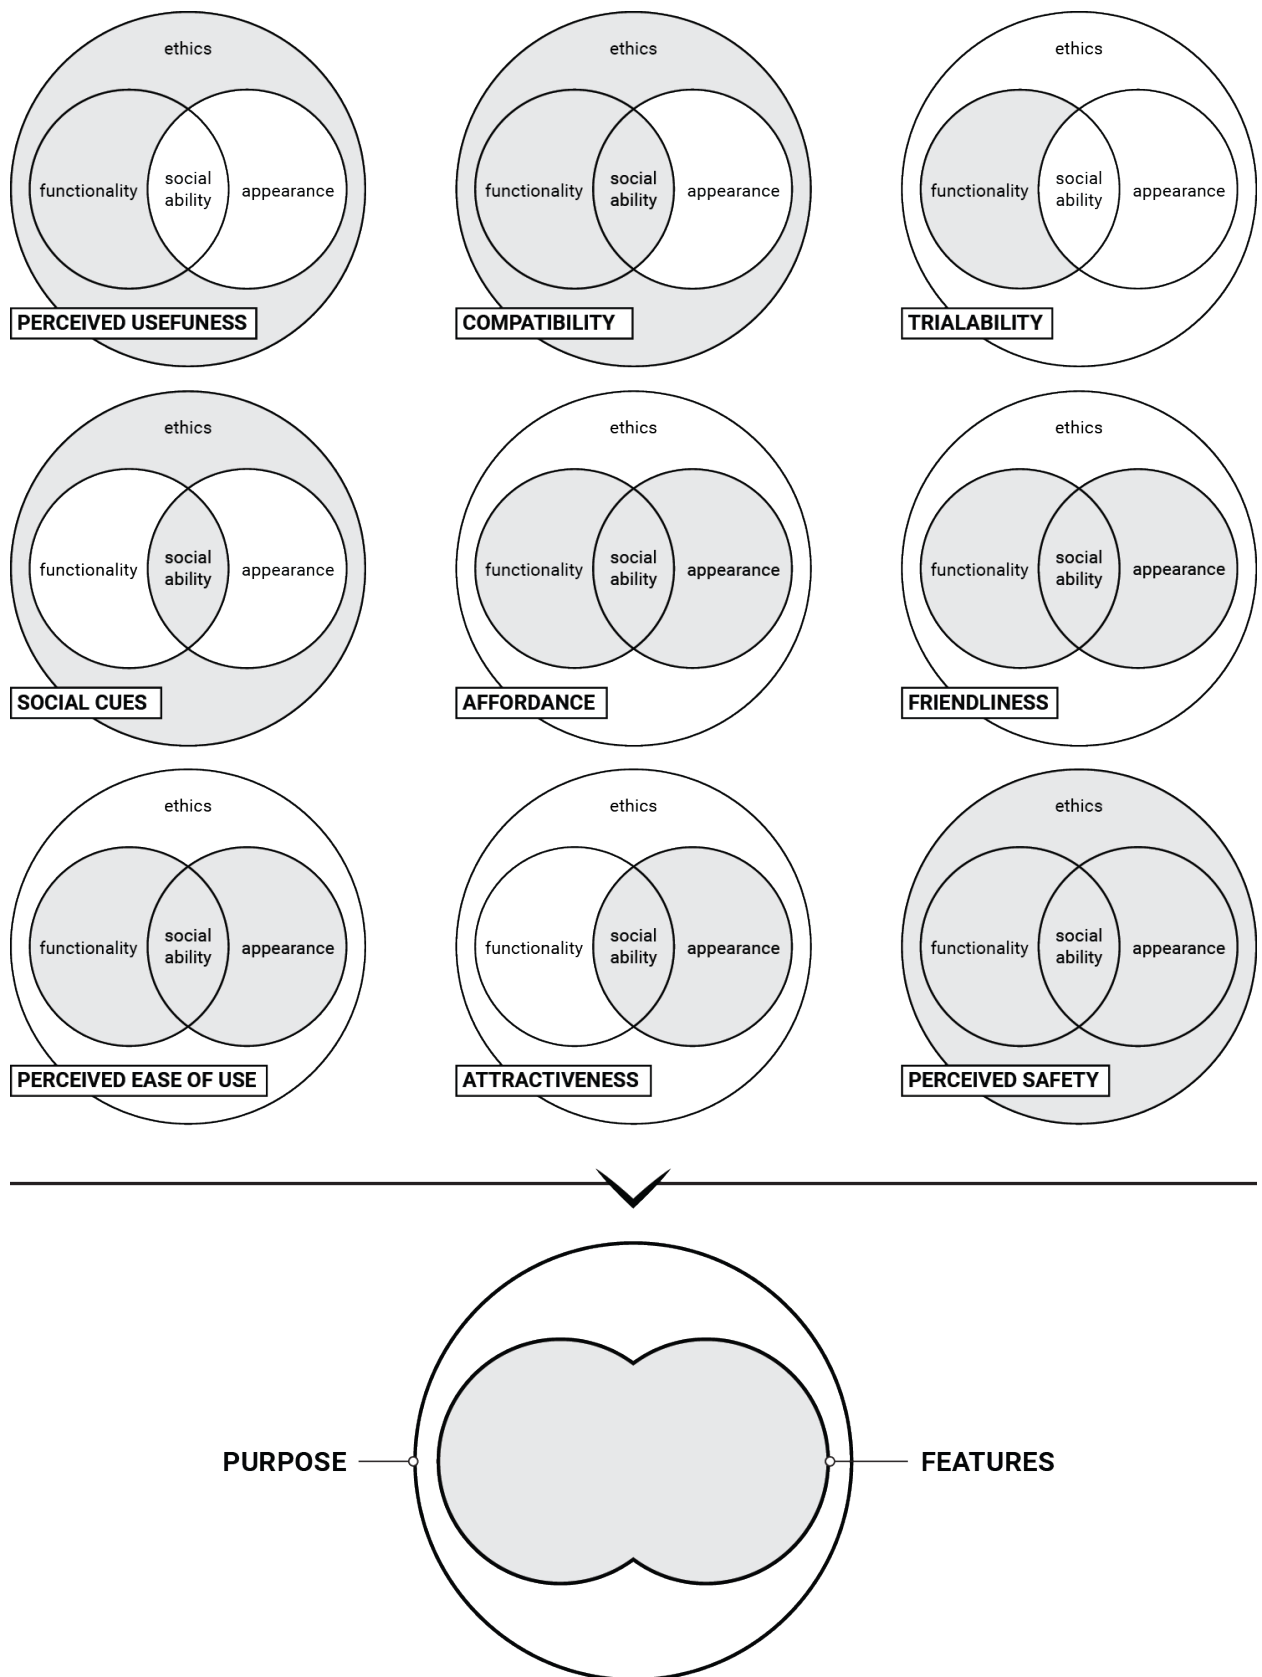 ethics
functionality
social
ability
appearance
PERCEIVED USEFUNESS
ethics
functionality
social
ability
appearance
COMPATIBILITY
ethics
functionality
social
ability
appearance
TRIALABILITY
ethics
functionality
social
ability
appearance
SOCIAL CUES
ethics
functionality
social
ability
appearance
AFFORDANCE
ethics
functionality
social
ability
appearance
FRIENDLINESS
ethics
functionality
social
ability
appearance
PERCEIVED EASE OF USE
ethics
functionality
social
ability
appearance
ATTRACTIVENESS
ethics
functionality
social
ability
appearance
PERCEIVED SAFETY
PURPOSE
FEATURES